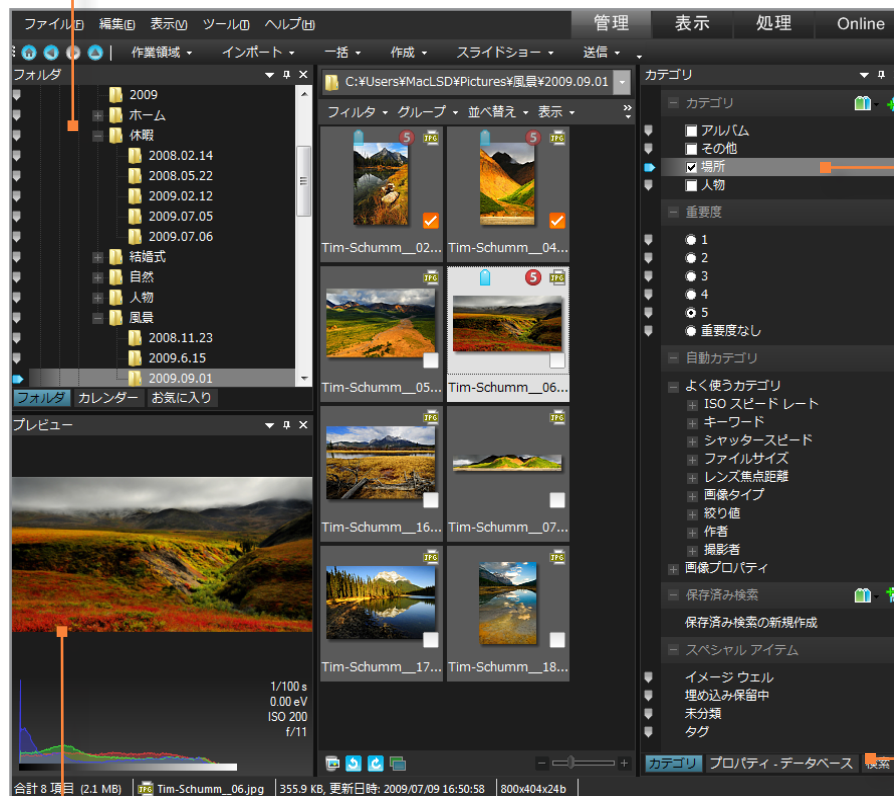 ファイル(F) 編集(E) 表示(V) ツール(T) ヘルプ(H)
管理 表示 処理 Online
作業領域 インポート 一括 作成 スライドショー 送信
フォルダ
2009
ホーム
休暇
2008.02.14
2008.05.22
2009.02.12
2009.07.05
2009.07.06
結婚式
自然
人物
風景
2008.11.23
2009.6.15
2009.09.01
フォルダ カレンダー お気に入り
プレビュー
1/100 s
0.00 eV
ISO 200
f/11
C:¥Users¥MacLSD¥Pictures¥風景¥2009.09.01
フィルタ グループ 並べ替え 表示
5 JPG 5 JPG
Tim-Schumm__02... Tim-Schumm__04...
JPG 5 JPG
Tim-Schumm__05... Tim-Schumm__06...
JPG JPG
Tim-Schumm__16... Tim-Schumm__07...
JPG JPG
Tim-Schumm__17... Tim-Schumm__18...
カテゴリ
カテゴリ
アルバム
その他
場所
人物
重要度
1
2
3
4
5
重要度なし
自動カテゴリ
よく使うカテゴリ
ISO スピード レート
キーワード
シャッタースピード
ファイルサイズ
レンズ焦点距離
画像タイプ
絞り値
作者
撮影者
画像プロパティ
保存済み検索
保存済み検索の新規作成
スペシャル アイテム
イメージ ウェル
埋め込み保留中
未分類
タグ
カテゴリ プロパティ - データベース 検索
合計 8 項目 (2.1 MB) JPG Tim-Schumm__06.jpg 355.9 KB, 更新日時: 2009/07/09 16:50:58 800x404x24b